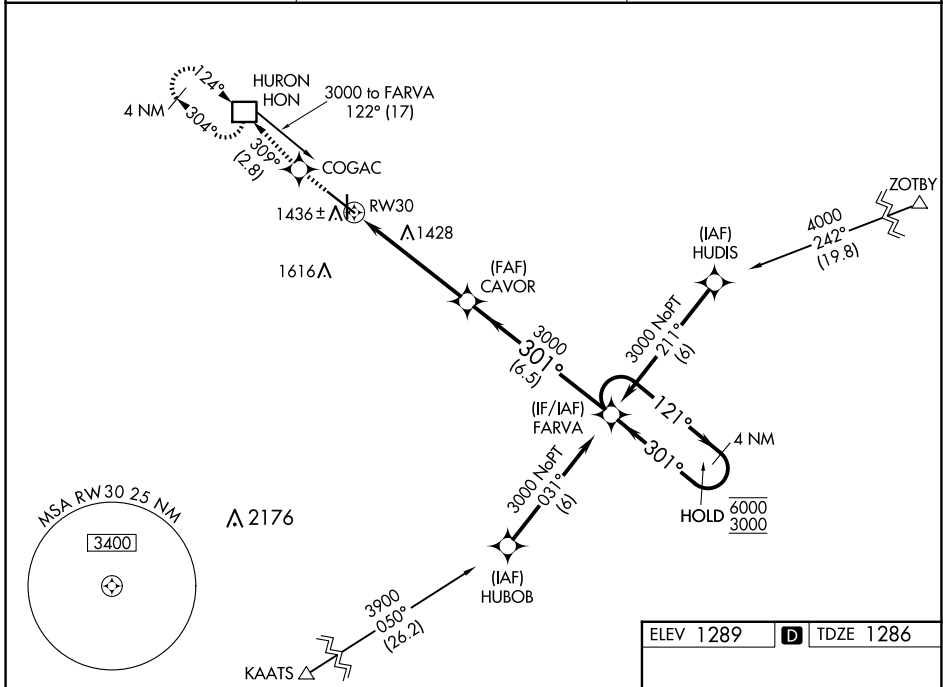 124°
4 NM
304°
HURON
HON
3000 to FARVA
122° (17)
309°
(2.8)
COGAC
1436 ±
RW30
1428
1616
(FAF)
CAVOR
ZOTBY
4000
242°
(19.8)
(IAF)
HUDIS
3000 NoPT
211°
(6)
3000
301°
(6.5)
(IF/IAF)
FARVA
121°
4 NM
301°
HOLD
6000
3000
3000 NoPT
031°
(6)
(IAF)
HUBOB
MSA RW30 25 NM
3400
2176
3900
050°
(26.2)
KAATS
ELEV 1289
D
TDZE 1286